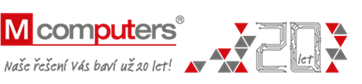 M computers®
Naše řešení Vás baví už 20 let!
20
let